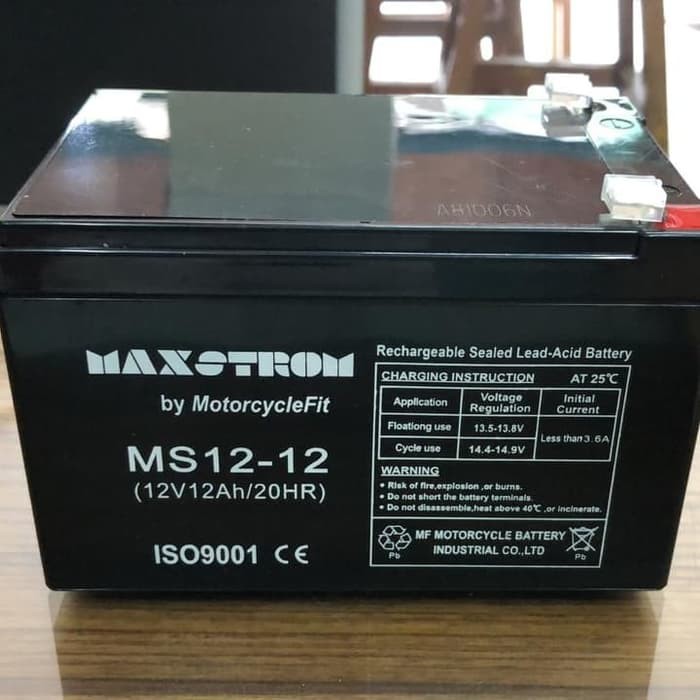 A81006N
MAXSTROM
by MotorcycleFit
MS12-12
(12V12Ah/20HR)
ISO9001 CE
Rechargeable Sealed Lead-Acid Battery
CHARGING INSTRUCTION AT 25℃
Application Voltage Regulation Initial Current
Floationg use 13.5-13.8V Less than 3.6A
Cycle use 14.4-14.9V
WARNING
• Risk of fire,explosion ,or burns.
• Do not short the battery terminals.
• Do not disassemble,heat above 40℃ ,or incinerate.
Pb MF MOTORCYCLE BATTERY Pb
INDUSTRIAL CO.,LTD